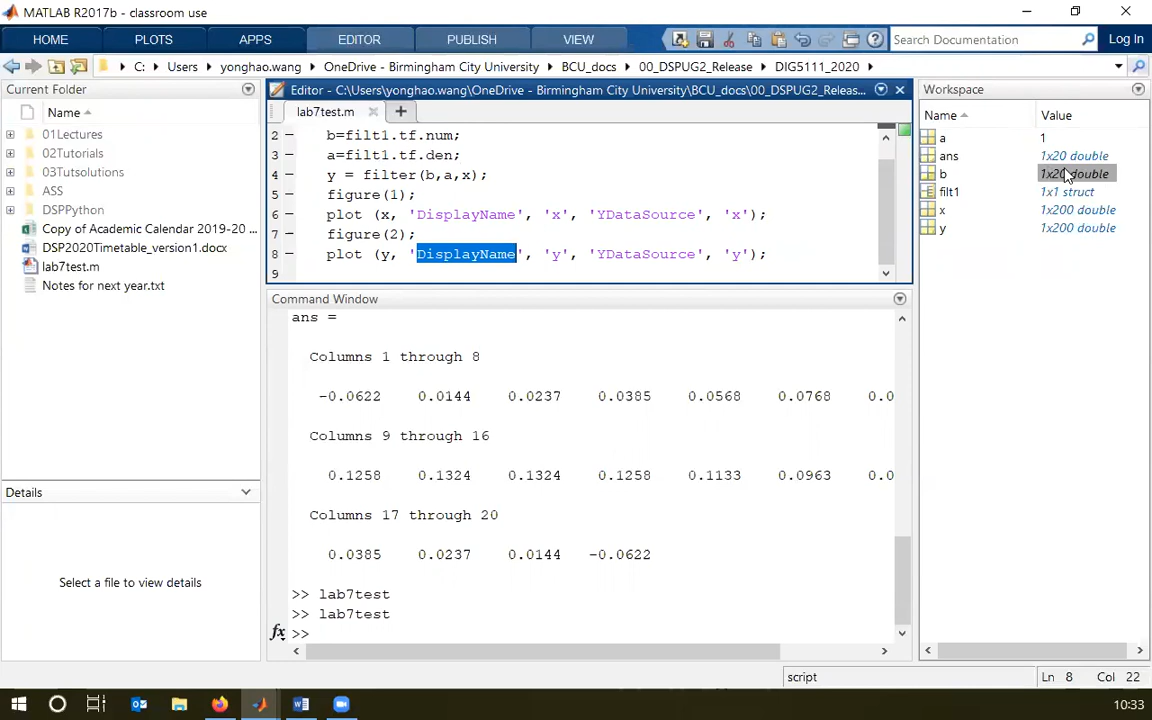 MATLAB R2017b - classroom use
HOME PLOTS APPS EDITOR PUBLISH VIEW Search Documentation Log In
C: Users yonghao.wang OneDrive - Birmingham City University BCU_docs 00_DSPUG2_Release DIG5111_2020
Current Folder
Name
01Lectures
02Tutorials
03Tutsolutions
ASS
DSPPython
Copy of Academic Calendar 2019-20 ...
DSP2020Timetable_version1.docx
lab7test.m
Notes for next year.txt
Details
Select a file to view details
Editor - C:\Users\yonghao.wang\OneDrive - Birmingham City University\BCU_docs\00_DSPUG2_Releas...
lab7test.m
2 - b=filt1.tf.num;
3 - a=filt1.tf.den;
4 - y = filter(b,a,x);
5 - figure(1);
6 - plot (x, 'DisplayName', 'x', 'YDataSource', 'x');
7 - figure(2);
8 - plot (y, 'DisplayName', 'y', 'YDataSource', 'y');
9
Command Window
ans =
Columns 1 through 8
-0.0622 0.0144 0.0237 0.0385 0.0568 0.0768 0.0
Columns 9 through 16
0.1258 0.1324 0.1324 0.1258 0.1133 0.0963 0.0
Columns 17 through 20
0.0385 0.0237 0.0144 -0.0622
>> lab7test
>> lab7test
fx >>
Workspace
Name Value
a 1
ans 1x20 double
b 1x20 double
filt1 1x1 struct
x 1x200 double
y 1x200 double
script Ln 8 Col 22
10:33